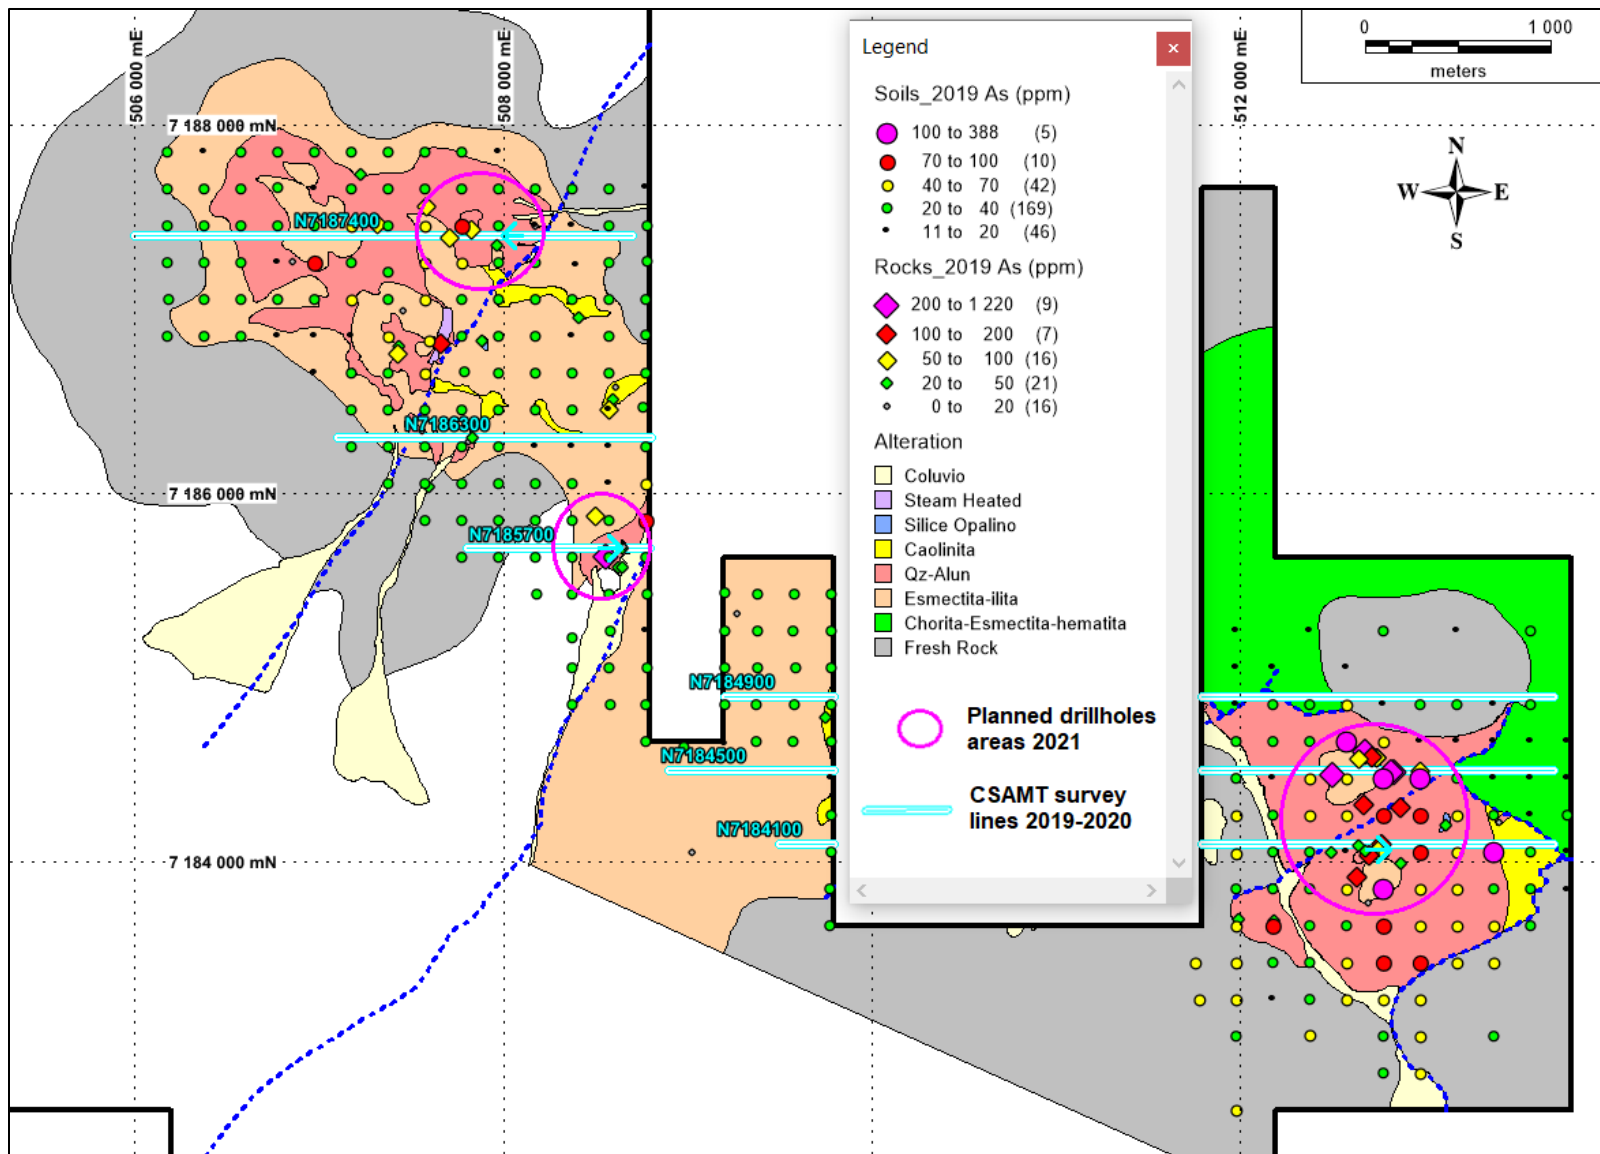 506 000 mE
508 000 mE
512 000 mE
7 188 000 mN
7 186 000 mN
7 184 000 mN
N7187400
N7186300
N7185700
N7184900
N7184500
N7184100
Legend
×
Soils_2019 As (ppm)
100 to 388 (5)
70 to 100 (10)
40 to 70 (42)
20 to 40 (169)
11 to 20 (46)
Rocks_2019 As (ppm)
200 to 1 220 (9)
100 to 200 (7)
50 to 100 (16)
20 to 50 (21)
0 to 20 (16)
Alteration
Coluvio
Steam Heated
Silice Opalino
Caolinita
Qz-Alun
Esmectita-ilita
Chorita-Esmectita-hematita
Fresh Rock
Planned drillholes
areas 2021
CSAMT survey
lines 2019-2020
0 1 000
meters
N
W E
S